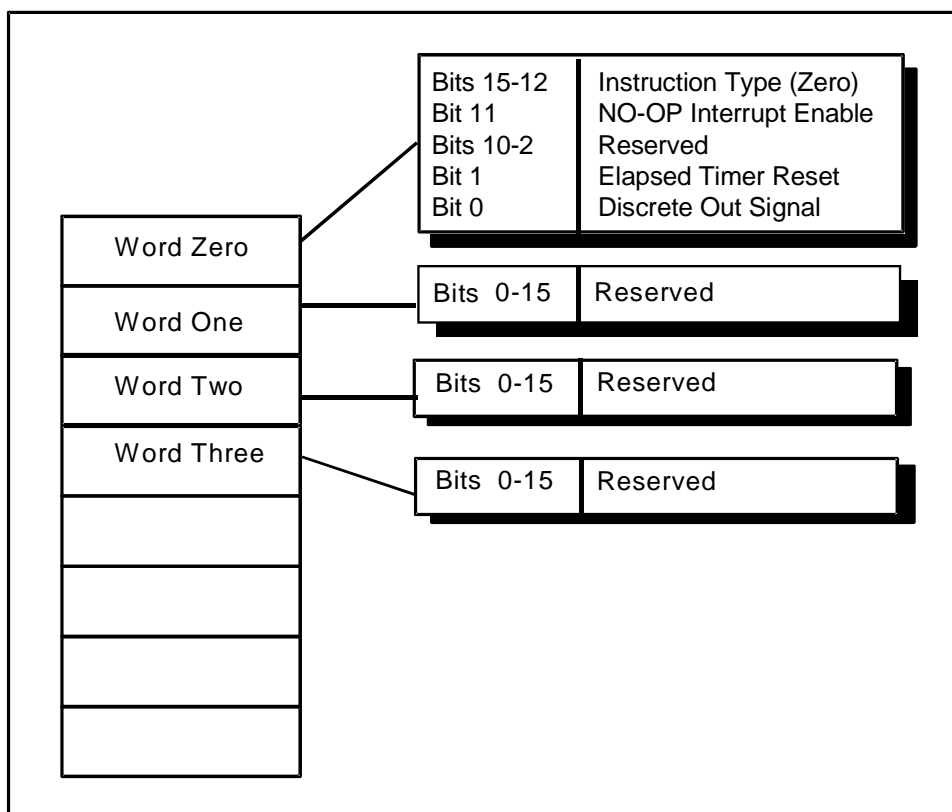 Bits 15-12 Instruction Type (Zero)
Bit 11 NO-OP Interrupt Enable
Bits 10-2 Reserved
Bit 1 Elapsed Timer Reset
Bit 0 Discrete Out Signal
Word Zero
Bits 0-15 Reserved
Word One
Bits 0-15 Reserved
Word Two
Word Three
Bits 0-15 Reserved